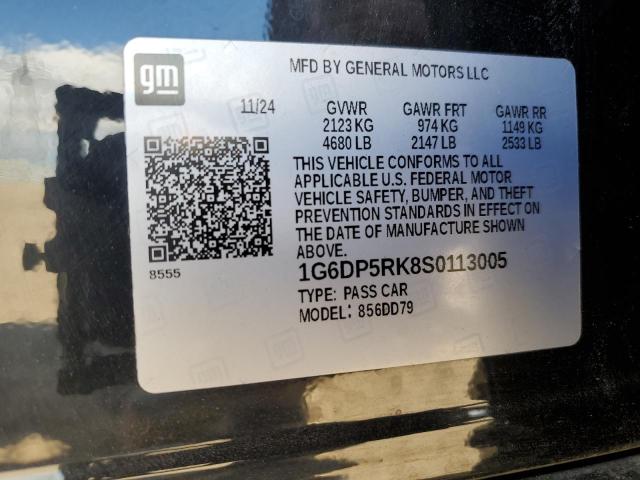 gm
MFD BY GENERAL MOTORS LLC
11/24 GVWR GAWR FRT GAWR RR
2123 KG 974 KG 1149 KG
4680 LB 2147 LB 2533 LB
THIS VEHICLE CONFORMS TO ALL
APPLICABLE U.S. FEDERAL MOTOR
VEHICLE SAFETY, BUMPER, AND THEFT
PREVENTION STANDARDS IN EFFECT ON
THE DATE OF MANUFACTURE SHOWN
ABOVE.
8555
1G6DP5RK8S0113005
TYPE: PASS CAR
MODEL: 856DD79